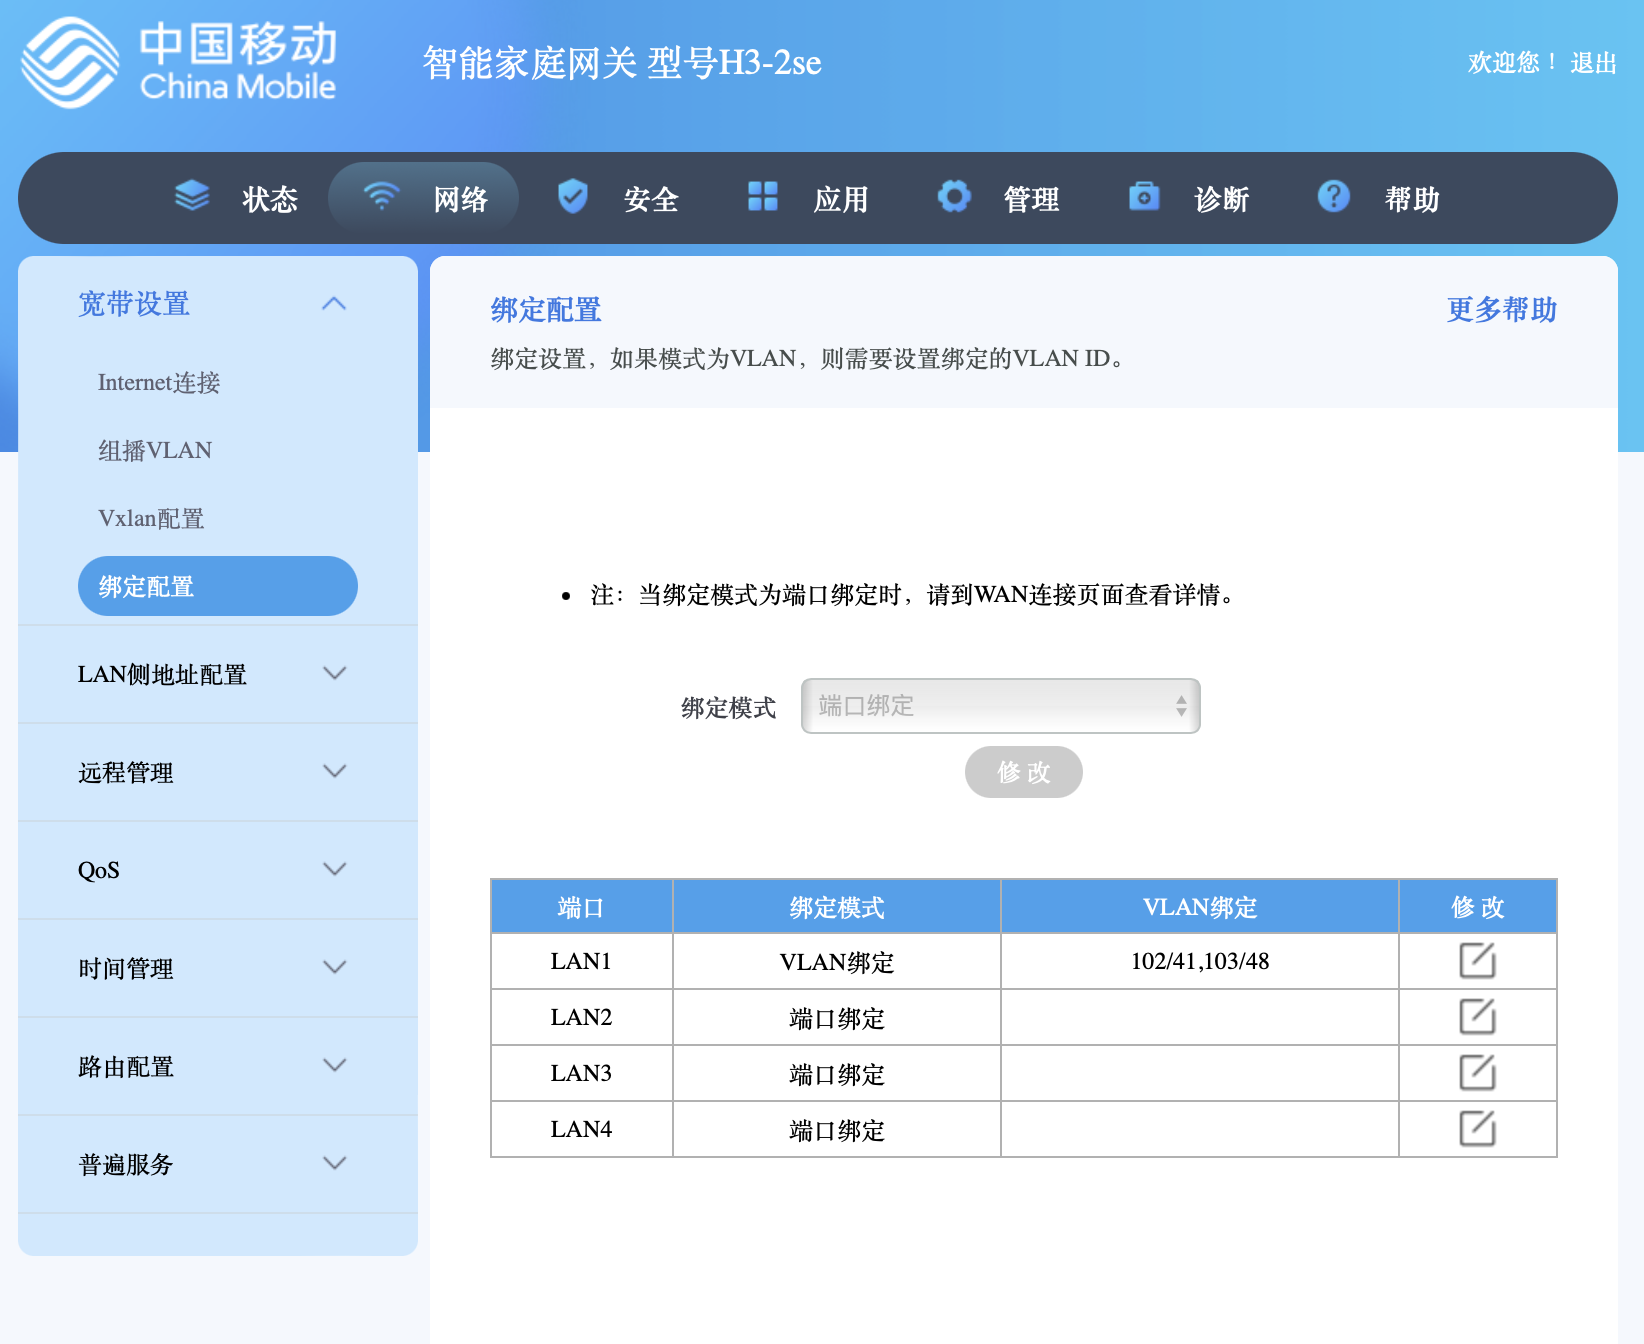 中国移动
China Mobile
智能家庭网关 型号H3-2se
欢迎您！ 退出
状态 网络 安全 应用 管理 诊断 帮助
宽带设置
Internet连接
组播VLAN
Vxlan配置
绑定配置
LAN侧地址配置
远程管理
QoS
时间管理
路由配置
普遍服务
绑定配置 更多帮助
绑定设置，如果模式为VLAN，则需要设置绑定的VLAN ID。
• 注：当绑定模式为端口绑定时，请到WAN连接页面查看详情。
绑定模式 端口绑定
修 改
端口 绑定模式 VLAN绑定 修 改
LAN1 VLAN绑定 102/41,103/48
LAN2 端口绑定
LAN3 端口绑定
LAN4 端口绑定